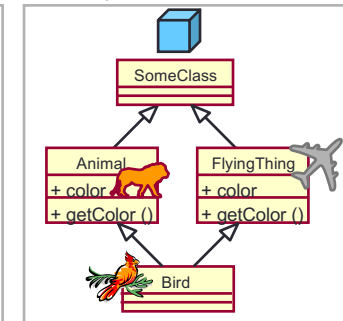 SomeClass
Animal
+ color
+ getColor ()
FlyingThing
+ color
+ getColor ()
Bird